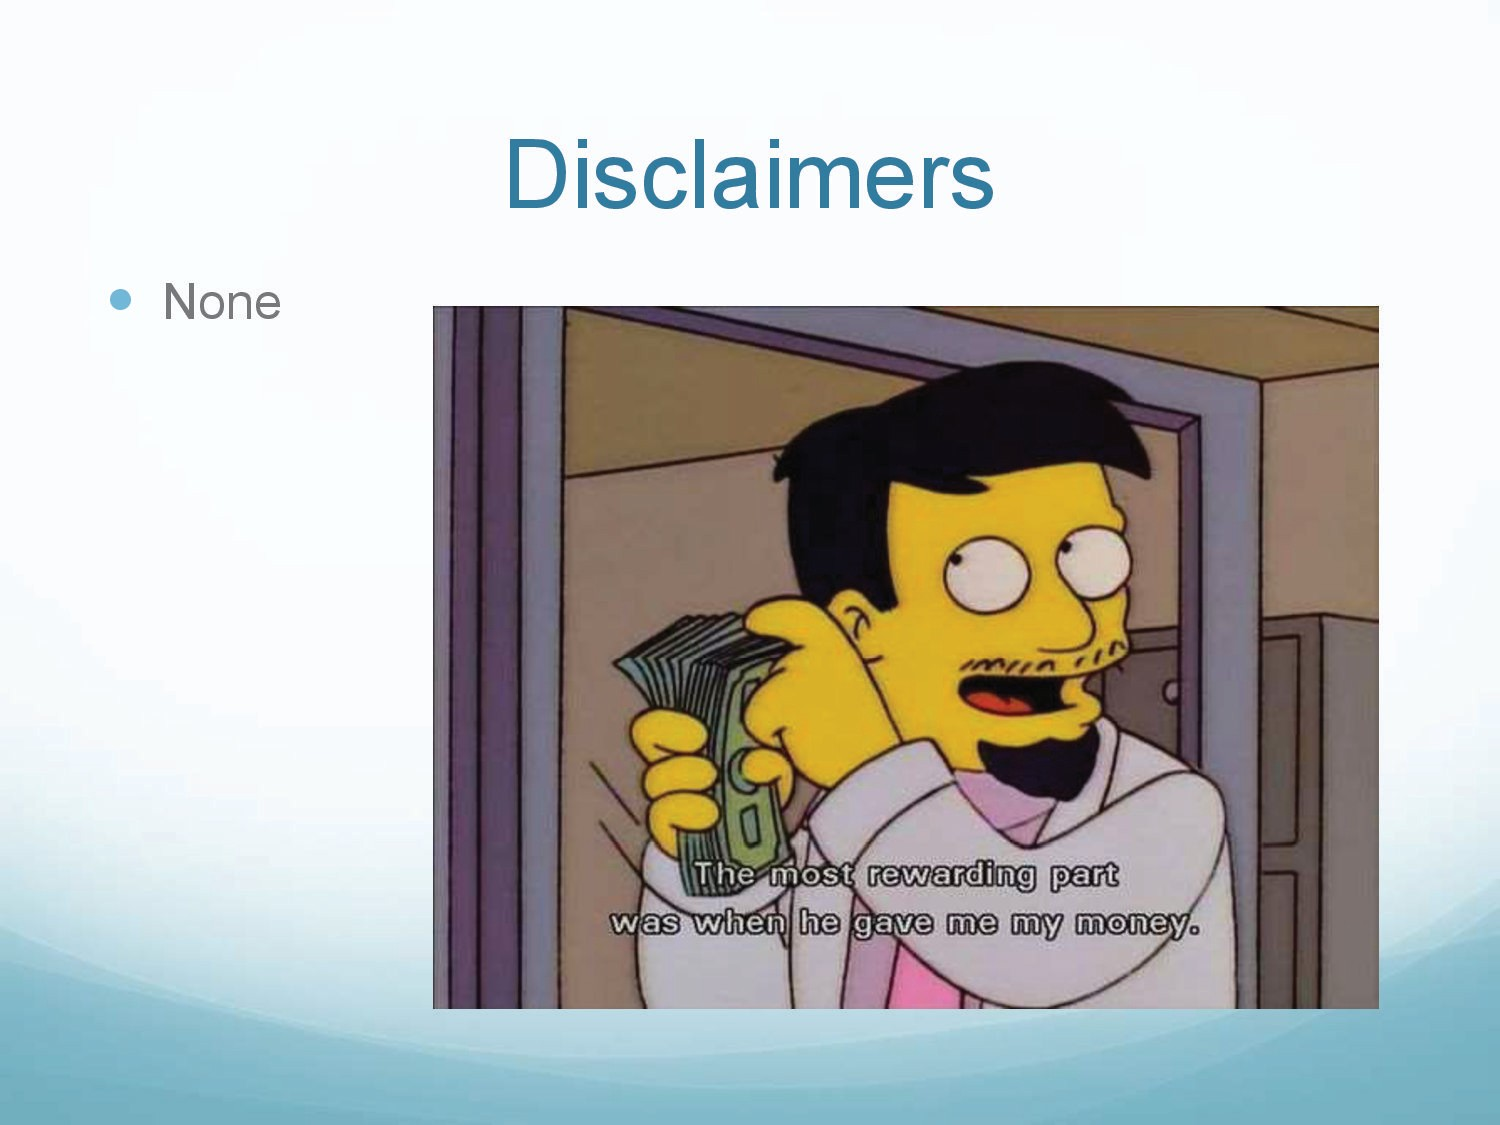 Disclaimers
None
The most rewarding part
was when he gave me my money.